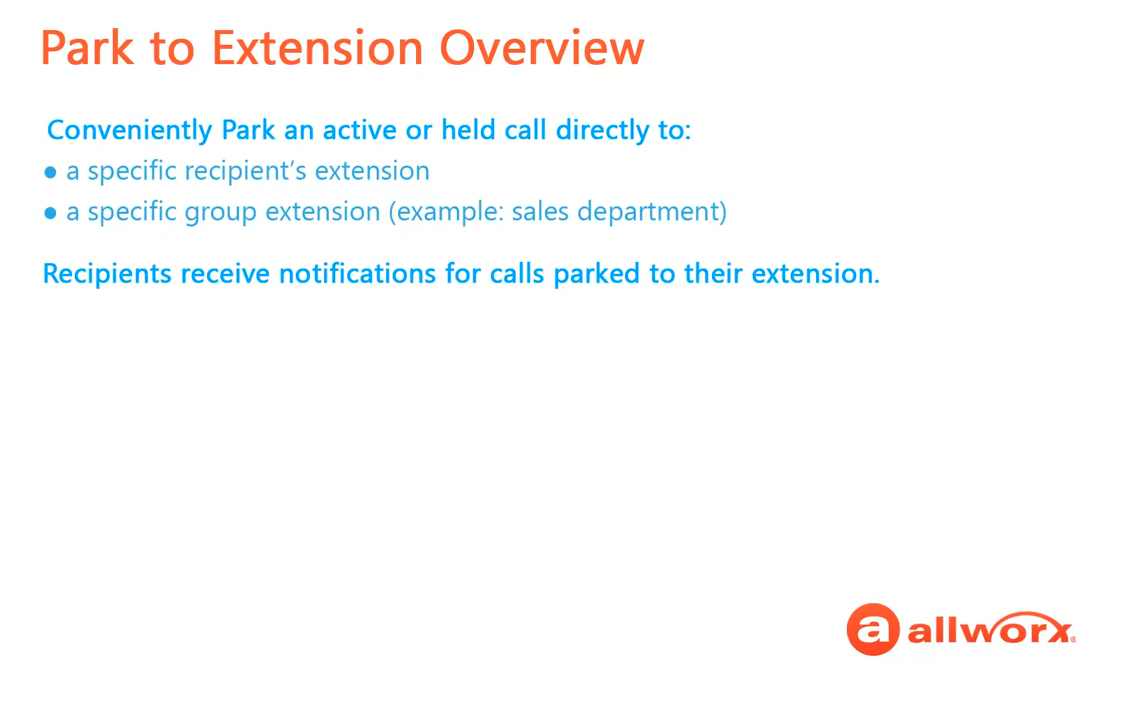 Park to Extension Overview
Conveniently Park an active or held call directly to:
● a specific recipient’s extension
● a specific group extension (example: sales department)
Recipients receive notifications for calls parked to their extension.
a allworx®